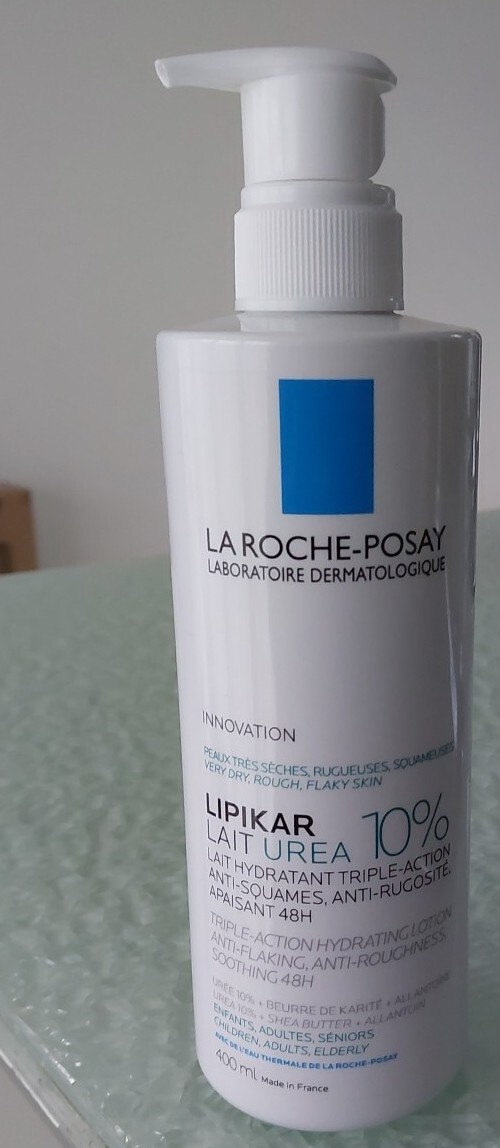 LA ROCHE-POSAY
LABORATOIRE DERMATOLOGIQUE
INNOVATION
PEAUX TRÈS SÈCHES, RUGUEUSES, SQUAMEUSES
VERY DRY, ROUGH, FLAKY SKIN
LIPIKAR
LAIT UREA 10%
LAIT HYDRATANT TRIPLE-ACTION
ANTI-SQUAMES, ANTI-RUGOSITÉ,
APAISANT 48H
TRIPLE-ACTION HYDRATING LOTION
ANTI-FLAKING, ANTI-ROUGHNESS,
SOOTHING 48H
URÉE 10% + BEURRE DE KARITÉ + ALLANTOÏNE
UREA 10% + SHEA BUTTER + ALLANTOIN
ENFANTS, ADULTES, SÉNIORS
CHILDREN, ADULTS, ELDERLY
AVEC DE L'EAU THERMALE DE LA ROCHE-POSAY
400 ml Made in France